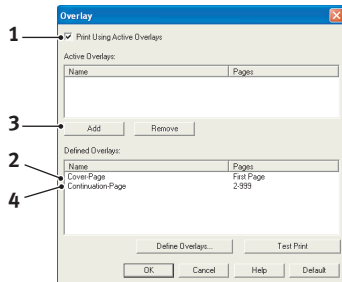 Overlay
1
Print Using Active Overlays
Active Overlays:
Name Pages
3
Add Remove
Defined Overlays:
Name Pages
2
Cover-Page First Page
4
Continuation-Page 2-999
Define Overlays... Test Print
OK Cancel Help Default